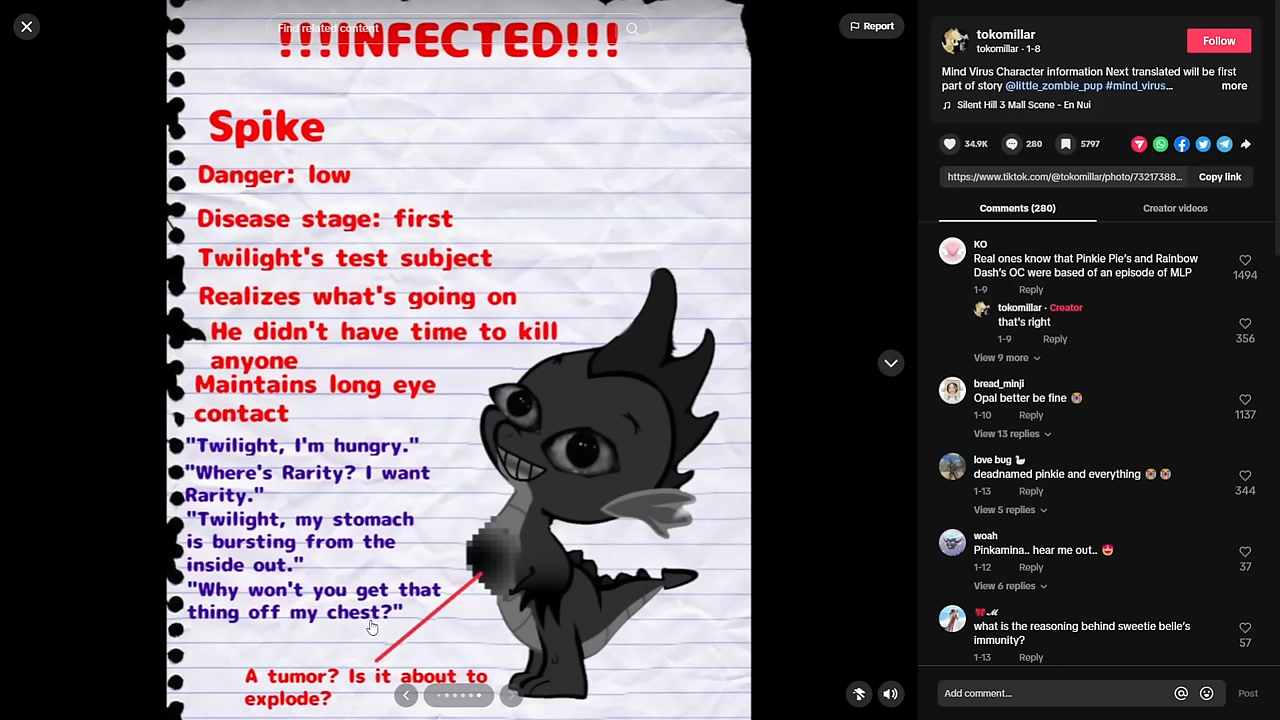 Find related content
!!!INFECTED!!!
Spike
Danger: low
Disease stage: first
Twilight's test subject
Realizes what's going on
He didn't have time to kill
anyone
Maintains long eye
contact
"Twilight, I'm hungry."
"Where's Rarity? I want
Rarity."
"Twilight, my stomach
is bursting from the
inside out."
"Why won't you get that
thing off my chest?"
A tumor? Is it about to
explode?
Report
tokomillar
tokomillar · 1-8
Follow
Mind Virus Character information Next translated will be first
part of story @little_zombie_pup #mind_virus...
more
Silent Hill 3 Mall Scene - En Nui
34.9K
280
5797
https://www.tiktok.com/@tokomillar/photo/73217388...
Copy link
Comments (280)
Creator videos
KO
Real ones know that Pinkie Pie's and Rainbow
Dash's OC were based of an episode of MLP
1494
1-9 Reply
tokomillar · Creator
that's right
356
1-9 Reply
View 9 more
bread_minji
Opal better be fine
1137
1-10 Reply
View 13 replies
love bug
deadnamed pinkie and everything
344
1-13 Reply
View 5 replies
woah
Pinkamina.. hear me out..
37
1-12 Reply
View 6 replies
what is the reasoning behind sweetie belle's
immunity?
57
1-13 Reply
Add comment...
Post